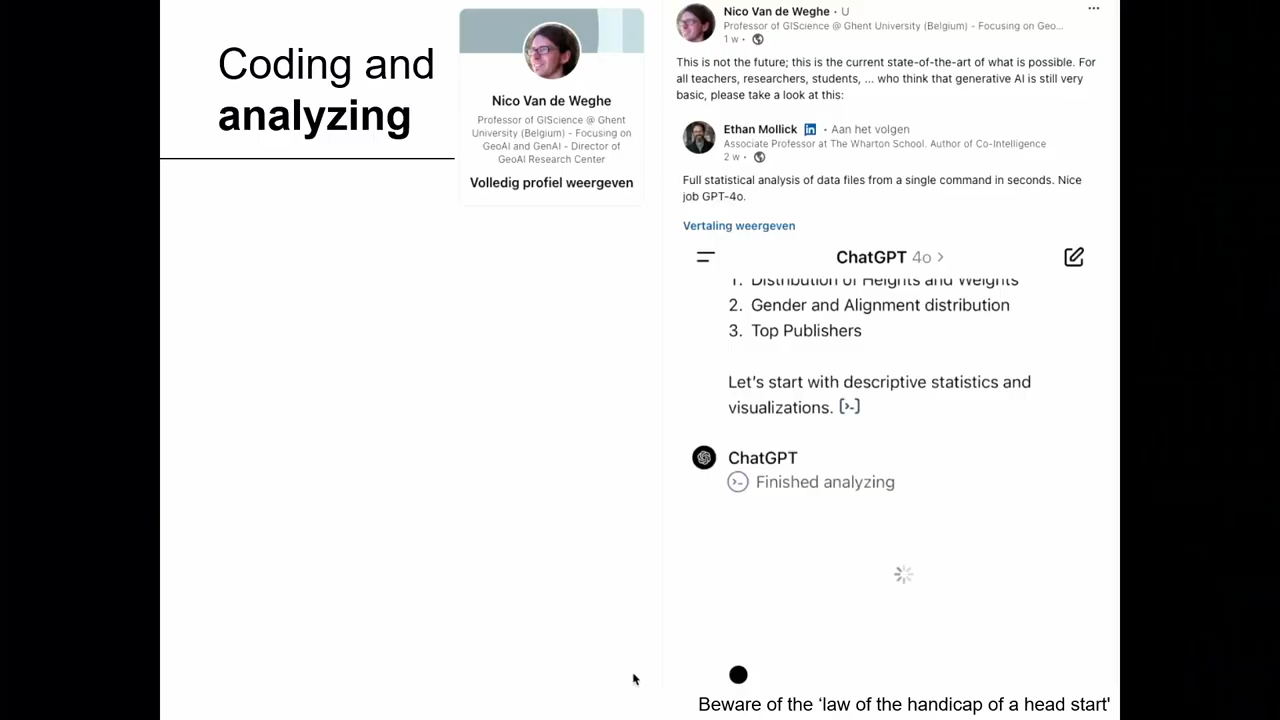 Coding and
analyzing
Nico Van de Weghe
Professor of GIScience @ Ghent
University (Belgium) - Focusing on
GeoAI and GenAI - Director of
GeoAI Research Center
Volledig profiel weergeven
Nico Van de Weghe · U
Professor of GIScience @ Ghent University (Belgium) - Focusing on Geo...
1 w •
This is not the future; this is the current state-of-the-art of what is possible. For
all teachers, researchers, students, ... who think that generative AI is still very
basic, please take a look at this:
Ethan Mollick in • Aan het volgen
Associate Professor at The Wharton School. Author of Co-Intelligence
2 w •
Full statistical analysis of data files from a single command in seconds. Nice
job GPT-4o.
Vertaling weergeven
ChatGPT 4o >
1. Distribution of Heights and Weights
2. Gender and Alignment distribution
3. Top Publishers
Let's start with descriptive statistics and
visualizations. [>-]
ChatGPT
Finished analyzing
Beware of the ‘law of the handicap of a head start'